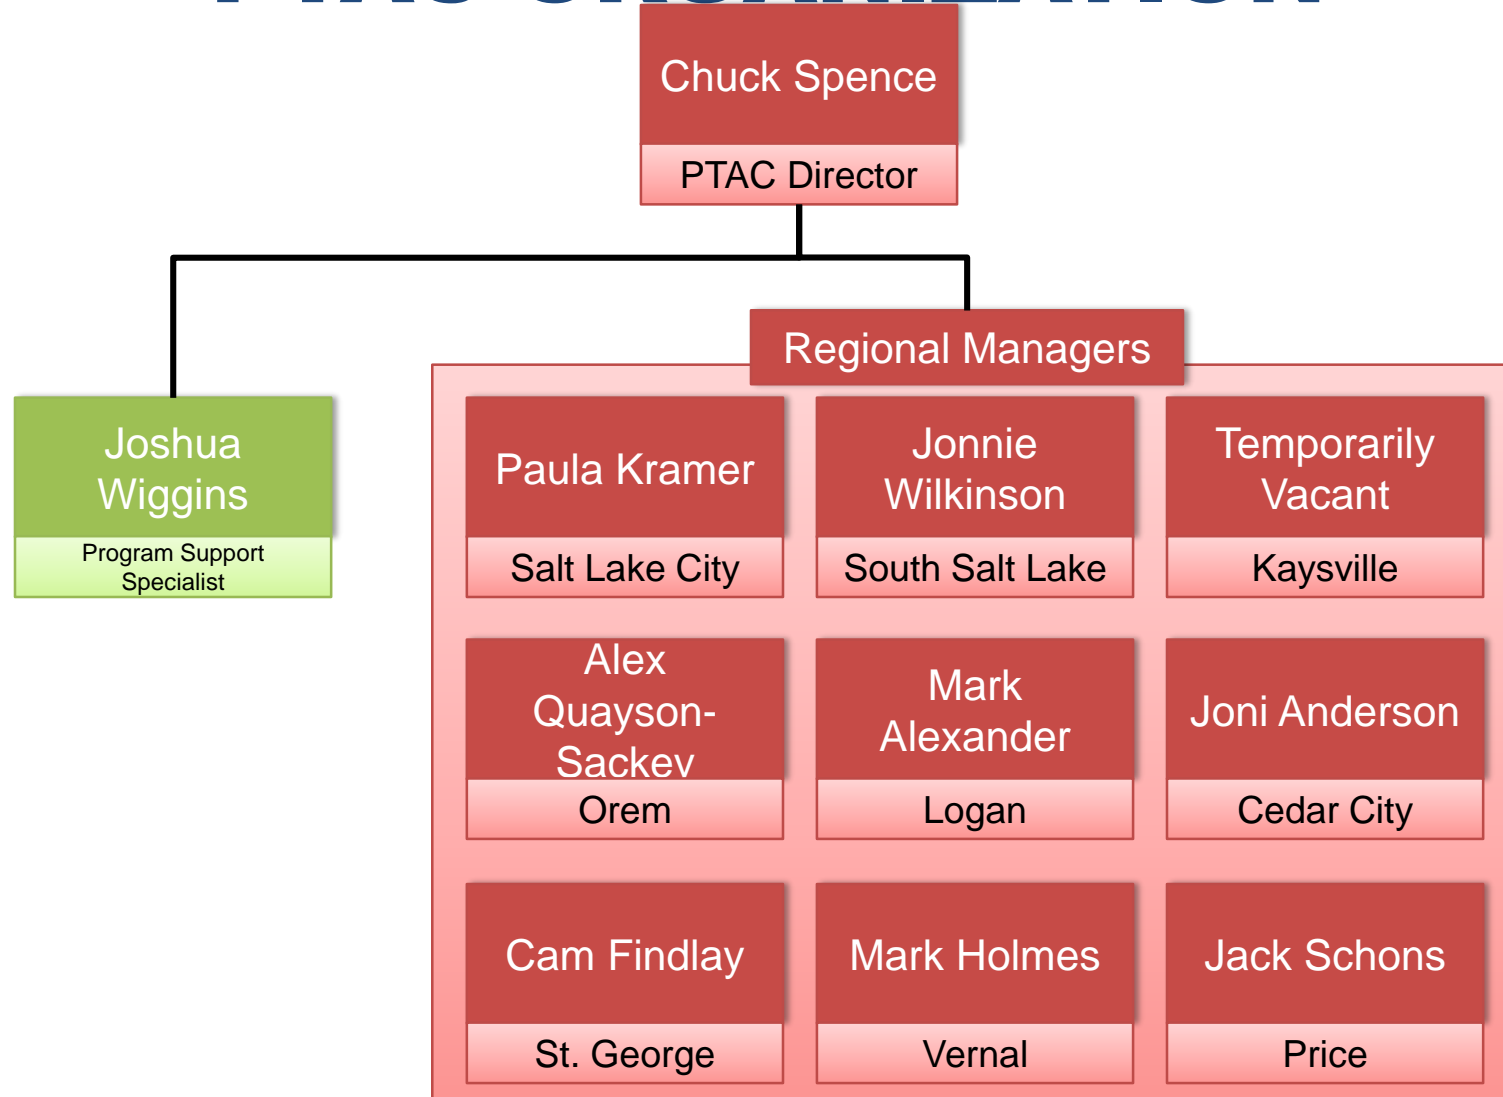 PTAC ORGANIZATION
Chuck Spence
PTAC Director
Regional Managers
Joshua
Wiggins
Program Support
Specialist
Paula Kramer
Salt Lake City
Jonnie
Wilkinson
South Salt Lake
Temporarily
Vacant
Kaysville
Alex
Quayson-
Sackey
Orem
Mark
Alexander
Logan
Joni Anderson
Cedar City
Cam Findlay
St. George
Mark Holmes
Vernal
Jack Schons
Price